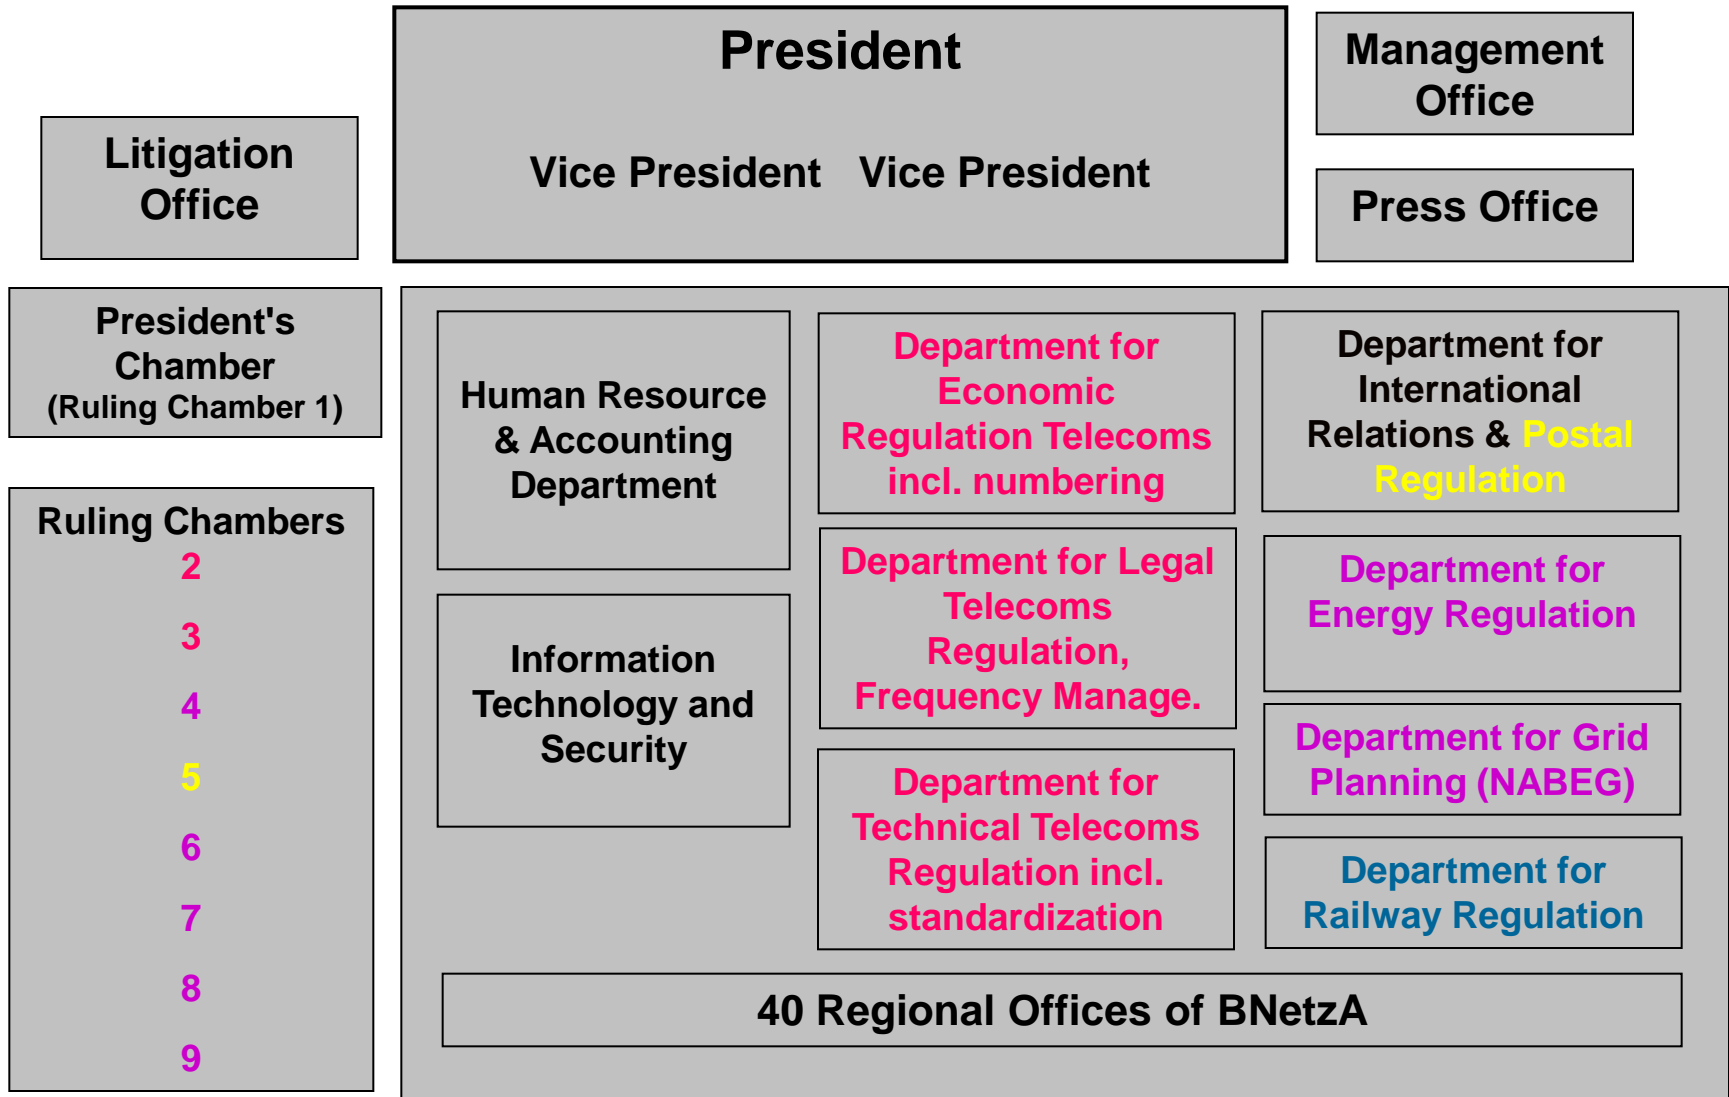 President
Vice President Vice President
Management
Office
Press Office
Litigation
Office
President's
Chamber
(Ruling Chamber 1)
Ruling Chambers
2
3
4
5
6
7
8
9
Human Resource
& Accounting
Department
Information
Technology and
Security
Department for
Economic
Regulation Telecoms
incl. numbering
Department for Legal
Telecoms
Regulation,
Frequency Manage.
Department for
Technical Telecoms
Regulation incl.
standardization
Department for
International
Relations & Postal
Regulation
Department for
Energy Regulation
Department for Grid
Planning (NABEG)
Department for
Railway Regulation
40 Regional Offices of BNetzA